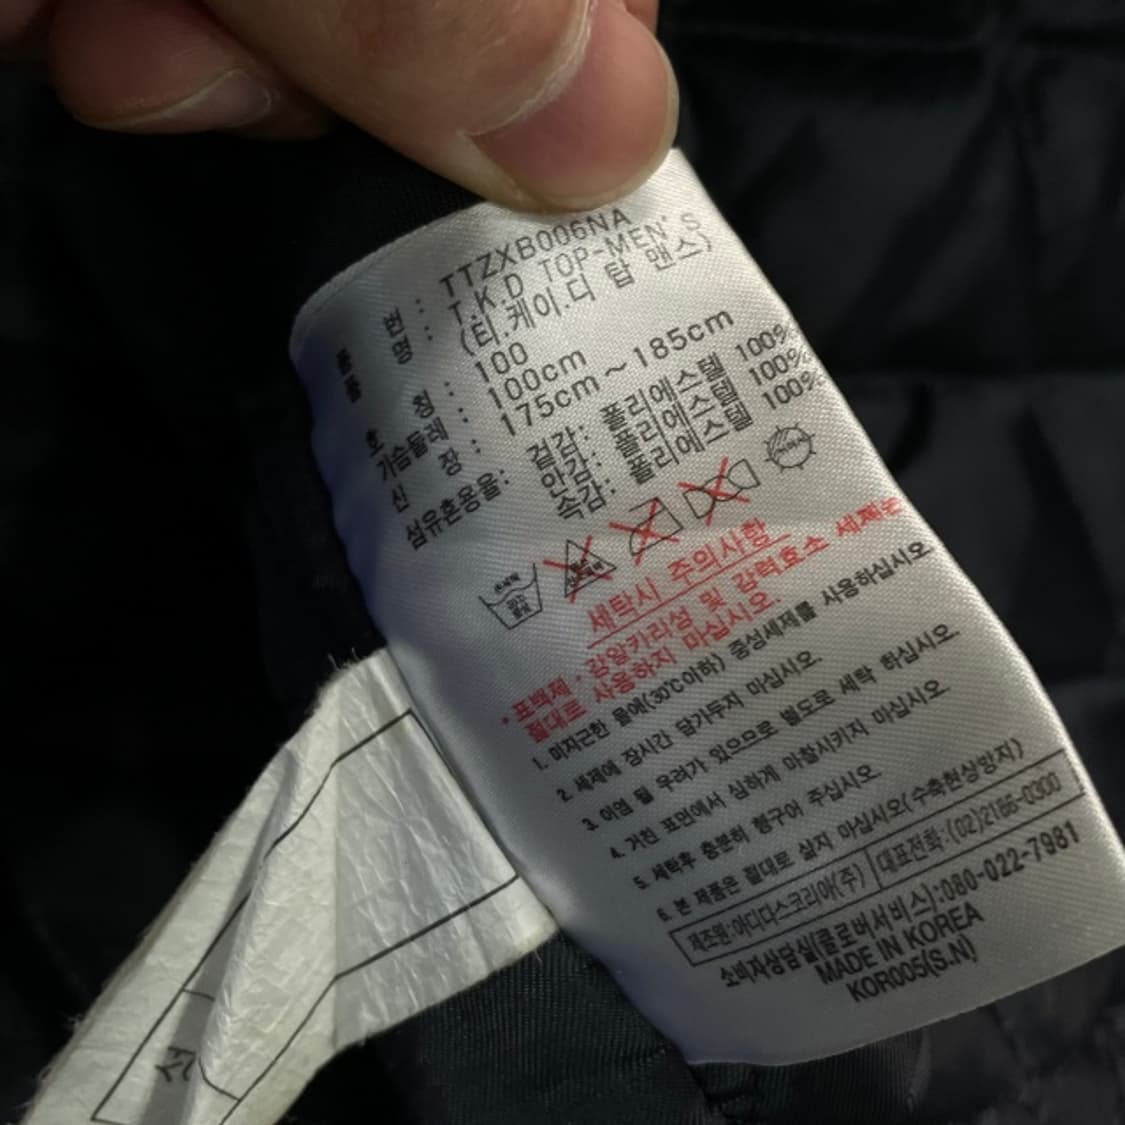 품 번 : TTZXB006NA
품 명 : T.K.D TOP-MEN'S
(티.케이.디 탑 맨스)
호 칭 : 100
가슴둘레 : 100cm
신 장 : 175cm~185cm
섬유혼용율: 겉감: 폴리에스텔 100%
안감: 폴리에스텔 100%
속감: 폴리에스텔 100%
세탁시 주의사항
*표백제, 강알카리성 및 강력효소 세제는
절대로 사용하지 마십시오.
1. 미지근한 물에(30℃이하) 중성세제를 사용하십시오.
2. 세제에 장시간 담가두지 마십시오.
3. 이염 될 우려가 있으므로 별도로 세탁 하십시오.
4. 거친 표면에서 심하게 마찰시키지 마십시오.
5. 세탁후 충분히 헹구어 주십시오.
6. 본 제품은 절대로 삶지 마십시오(수축현상방지)
제조원:아디다스코리아(주) 대표전화:(02)2186-0300
소비자상담실(클로버서비스):080-022-7981
MADE IN KOREA
KOR005(S.N)